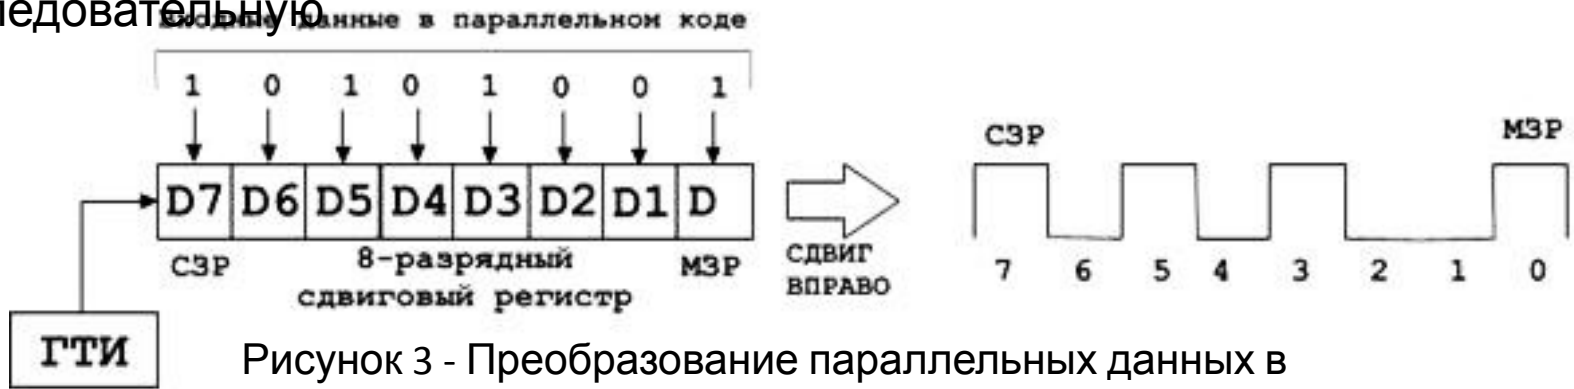 ледовательную
Входные данные в параллельном коде
1 0 1 0 1 0 0 1
D7 D6 D5 D4 D3 D2 D1 D
СЗР 8-разрядный МЗР
сдвиговый регистр
ГТИ
СДВИГ
ВПРАВО
СЗР МЗР
7 6 5 4 3 2 1 0
Рисунок 3 - Преобразование параллельных данных в